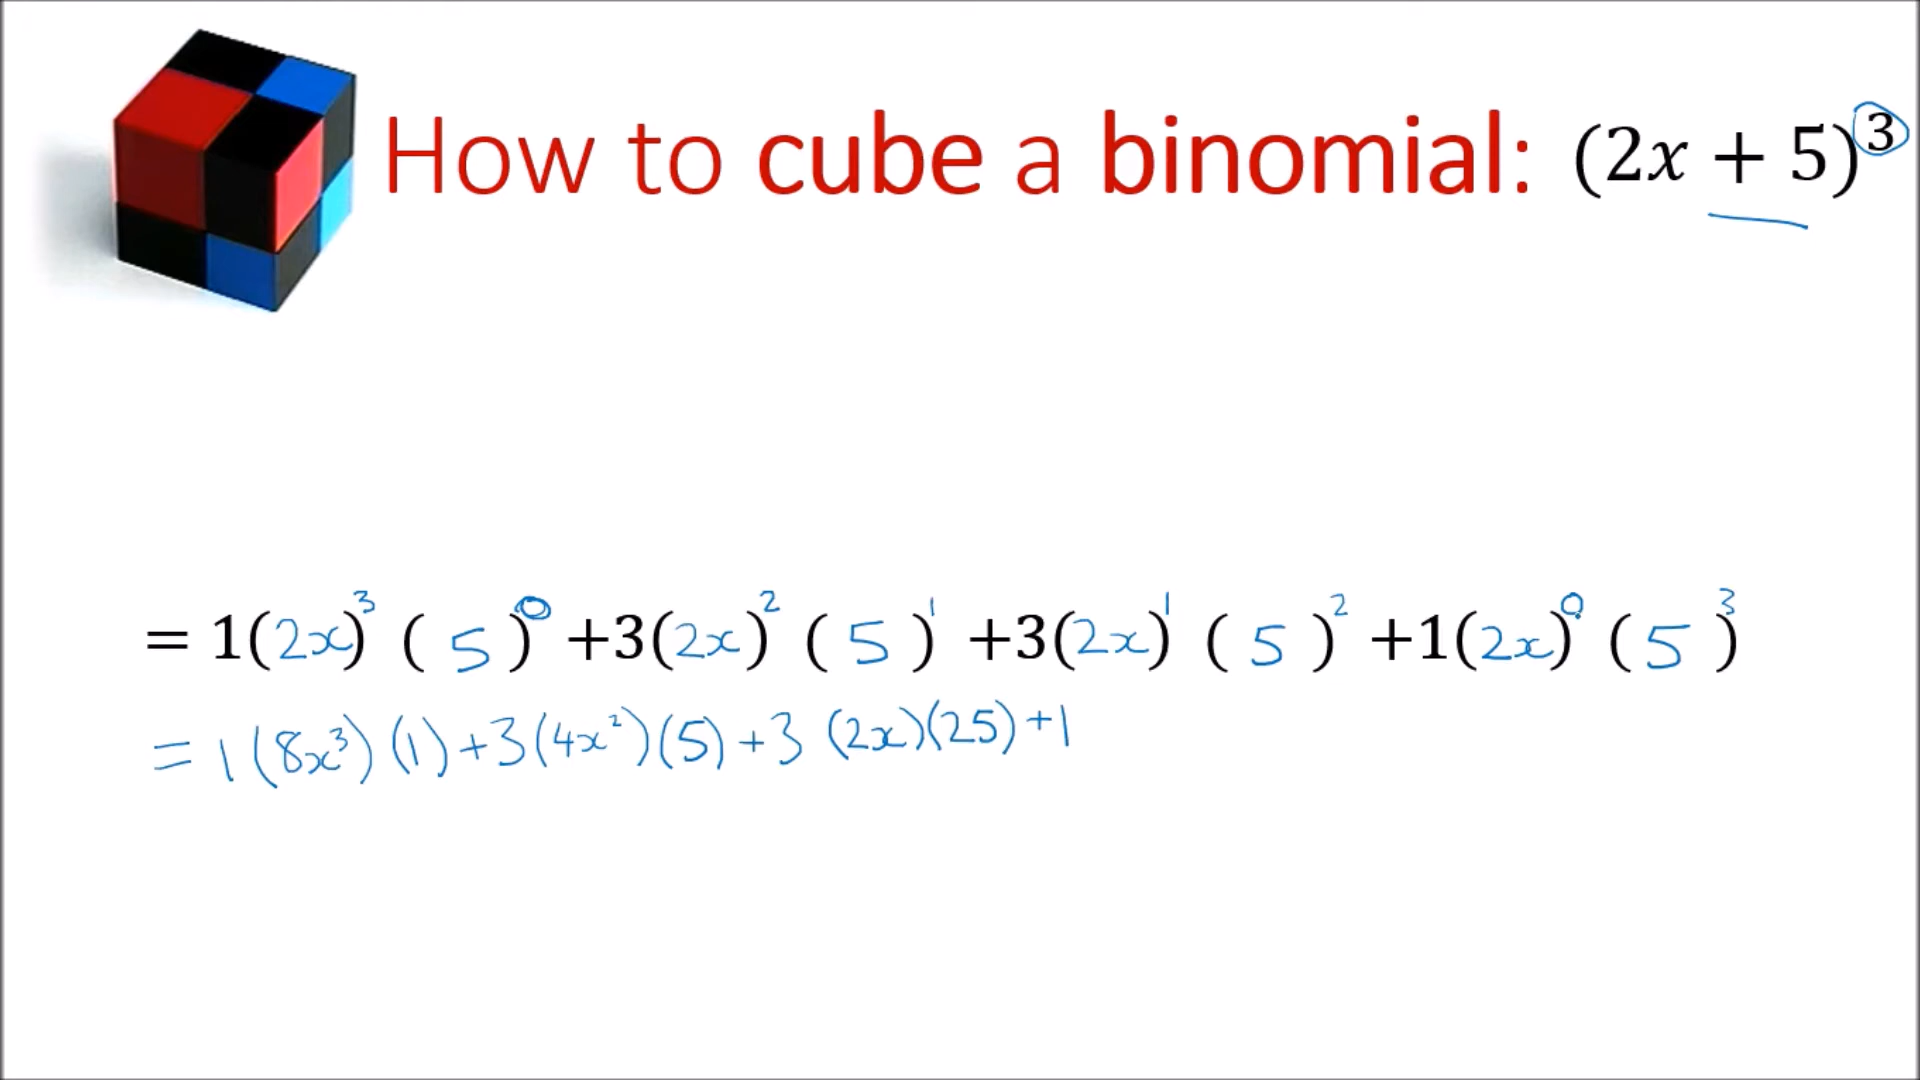 How to cube a binomial: (2x + 5)³
= 1(2x)³ ( 5 )⁰ +3(2x)² ( 5 )¹ +3(2x)¹ ( 5 )² +1(2x)⁰ ( 5 )³
= 1 (8x³) (1) + 3 (4x²) (5) + 3 (2x)(25) + 1